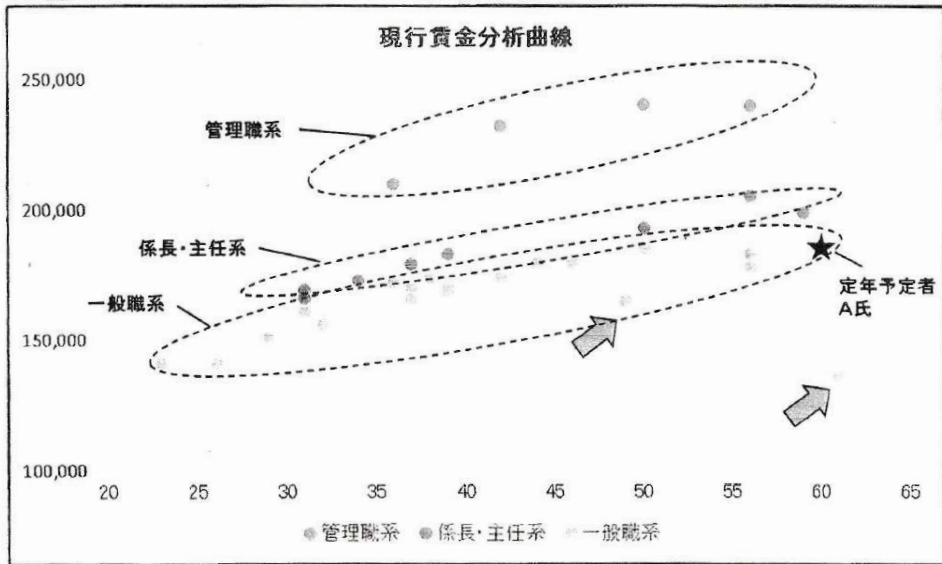 現行賃金分析曲線
250,000
管理職系
200,000
係長・主任系
一般職系
定年予定者
A氏
150,000
100,000
20 25 30 35 40 45 50 55 60 65
管理職系 係長・主任系 一般職系